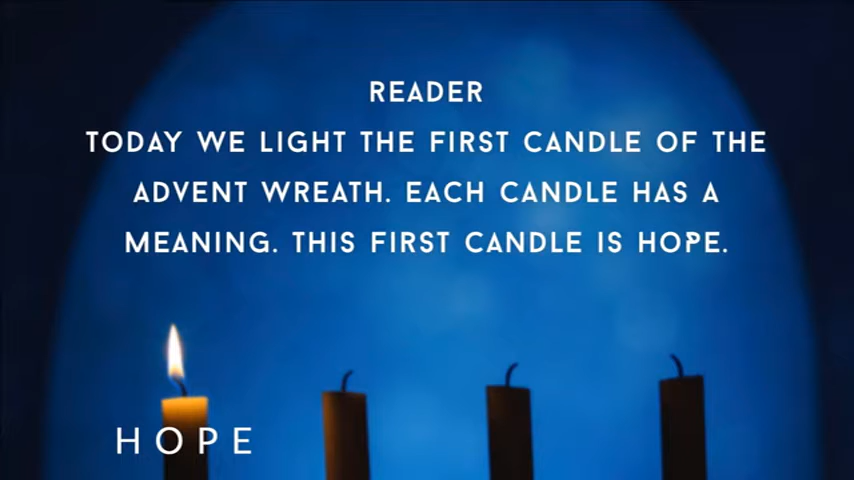 READER
TODAY WE LIGHT THE FIRST CANDLE OF THE
ADVENT WREATH. EACH CANDLE HAS A
MEANING. THIS FIRST CANDLE IS HOPE.
HOPE